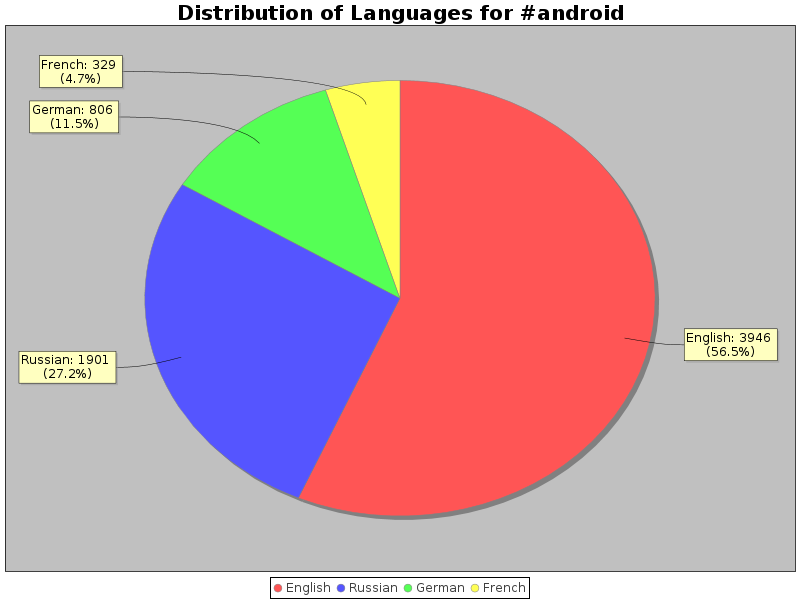 Distribution of Languages for #android
French: 329
(4.7%)
German: 806
(11.5%)
English: 3946
(56.5%)
Russian: 1901
(27.2%)
English Russian German French